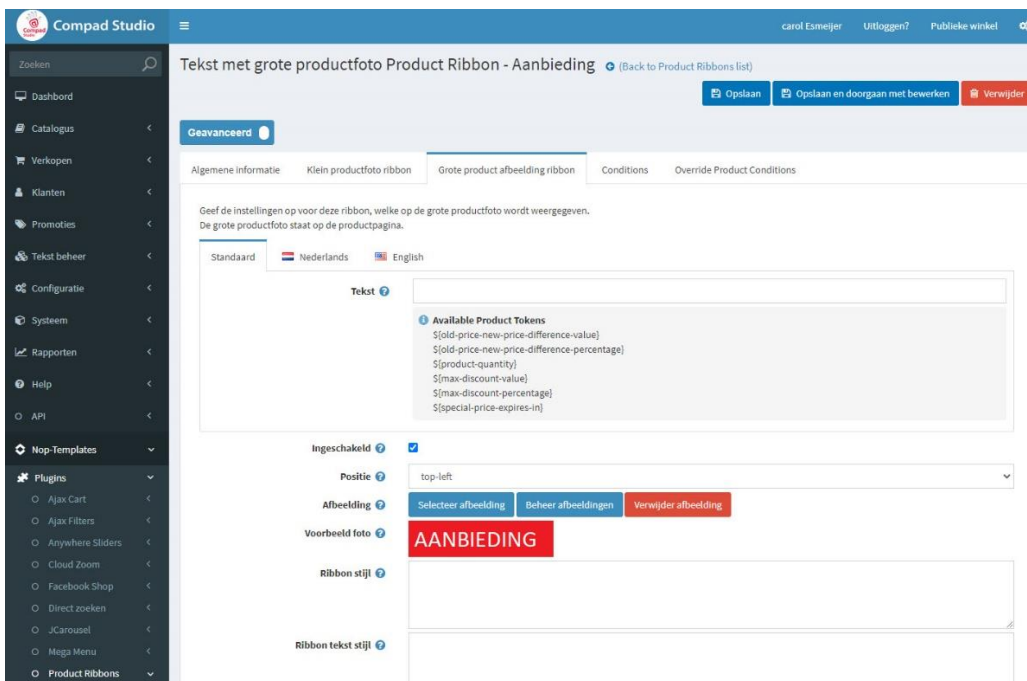 Compad Studio
carol Esmeijer Uitloggen? Publieke winkel
Zoeken
Dashbord
Catalogus
Verkopen
Klanten
Promoties
Tekst beheer
Configuratie
Systeem
Rapporten
Help
API
Nop-Templates
Plugins
Ajax Cart
Ajax Filters
Anywhere Sliders
Cloud Zoom
Facebook Shop
Direct zoeken
JCarousel
Mega Menu
Product Ribbons
Tekst met grote productfoto Product Ribbon - Aanbieding (Back to Product Ribbons list)
Opslaan Opslaan en doorgaan met bewerken Verwijder
Geavanceerd
Algemene informatie Klein productfoto ribbon Grote product afbeelding ribbon Conditions Override Product Conditions
Geef de instellingen op voor deze ribbon, welke op de grote productfoto wordt weergegeven.
De grote productfoto staat op de productpagina.
Standaard Nederlands English
Tekst
Available Product Tokens
${old-price-new-price-difference-value}
${old-price-new-price-difference-percentage}
${product-quantity}
${max-discount-value}
${max-discount-percentage}
${special-price-expires-in}
Ingeschakeld
Positie top-left
Afbeelding Selecteer afbeelding Beheer afbeeldingen Verwijder afbeelding
Voorbeeld foto AANBIEDING
Ribbon stijl
Ribbon tekst stijl